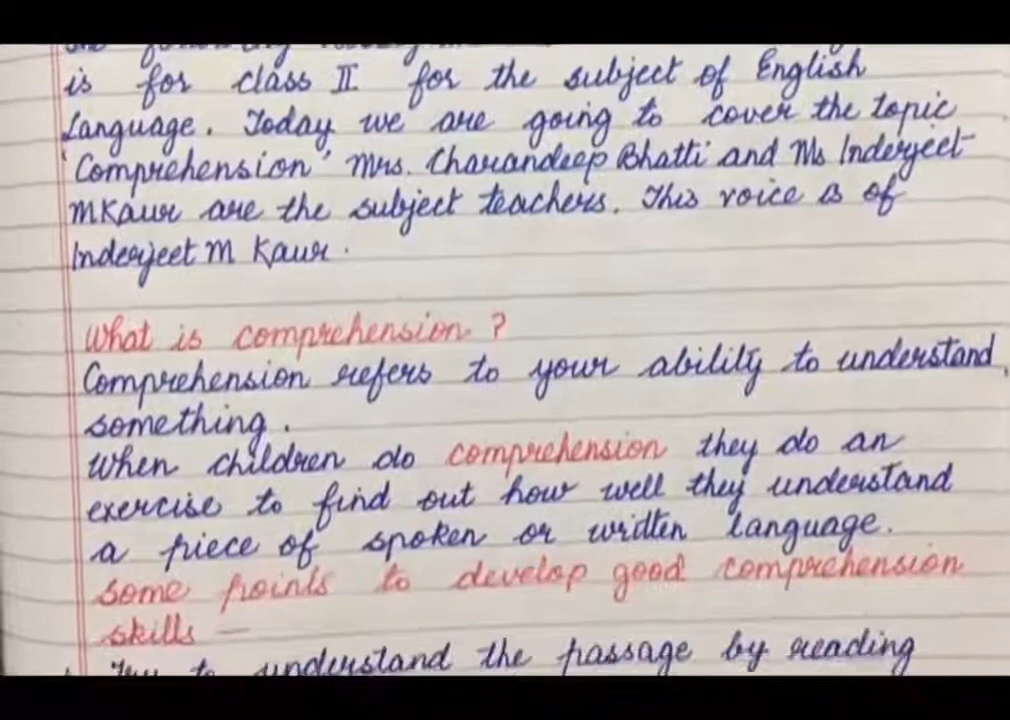 the following
is for class II for the subject of English
Language. Today we are going to cover the topic
'Comprehension' Mrs. Charandeep Bhatti and Ms Inderjeet
M Kaur are the subject teachers. This voice is of
Inderjeet M Kaur.
What is comprehension ?
Comprehension refers to your ability to understand
something.
When children do comprehension they do an
exercise to find out how well they understand
a piece of spoken or written language.
Some points to develop good comprehension
skills —
Try to understand the passage by reading